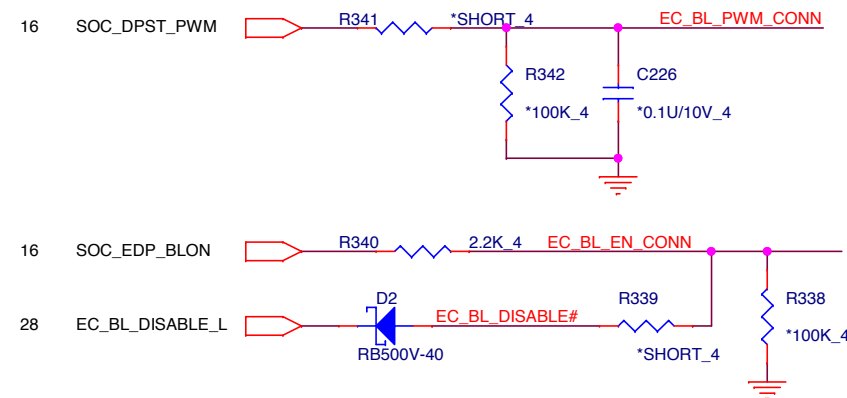 16 SOC_DPST_PWM R341 *SHORT_4 EC_BL_PWM_CONN
R342 C226
*100K_4 *0.1U/10V_4
16 SOC_EDP_BLON R340 2.2K_4 EC_BL_EN_CONN
D2 R339 R338
28 EC_BL_DISABLE_L EC_BL_DISABLE#
*100K_4
RB500V-40 *SHORT_4